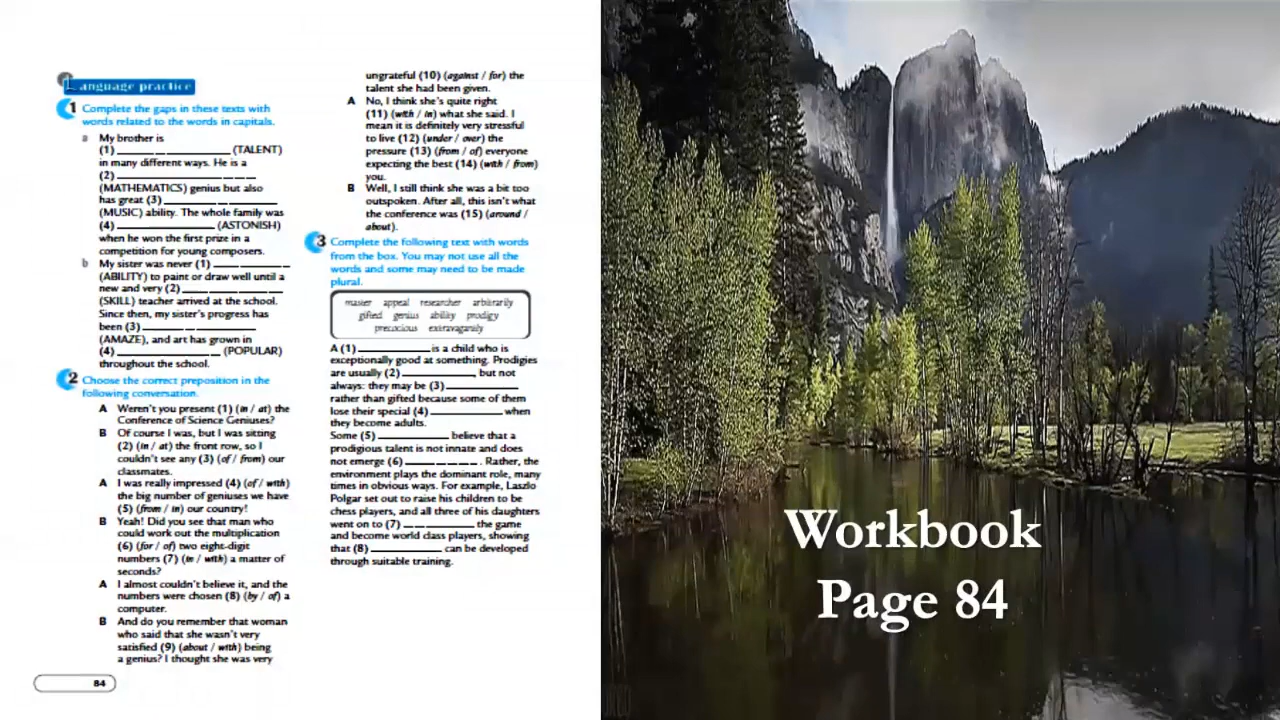 Language practice
1 Complete the gaps in these texts with
words related to the words in capitals.
a My brother is
(1) ____________________ (TALENT)
in many different ways. He is a
(2) ____________________
(MATHEMATICS) genius but also
has great (3) ____________________
(MUSIC) ability. The whole family was
(4) ____________________ (ASTONISH)
when he won the first prize in a
competition for young composers.
b My sister was never (1) ____________________
(ABILITY) to paint or draw well until a
new and very (2) ____________________
(SKILL) teacher arrived at the school.
Since then, my sister's progress has
been (3) ____________________
(AMAZE), and art has grown in
(4) ____________________ (POPULAR)
throughout the school.
2 Choose the correct preposition in the
following conversation.
A Weren't you present (1) (in / at) the
Conference of Science Geniuses?
B Of course I was, but I was sitting
(2) (in / at) the front row, so I
couldn't see any (3) (of / from) our
classmates.
A I was really impressed (4) (of / with)
the big number of geniuses we have
(5) (from / in) our country!
B Yeah! Did you see that man who
could work out the multiplication
(6) (for / of) two eight-digit
numbers (7) (in / with) a matter of
seconds?
A I almost couldn't believe it, and the
numbers were chosen (8) (by / of) a
computer.
B And do you remember that woman
who said that she wasn't very
satisfied (9) (about / with) being
a genius? I thought she was very
84
ungrateful (10) (against / for) the
talent she had been given.
A No, I think she's quite right
(11) (with / in) what she said. I
mean it is definitely very stressful
to live (12) (under / over) the
pressure (13) (from / of) everyone
expecting the best (14) (with / from)
you.
B Well, I still think she was a bit too
outspoken. After all, this isn't what
the conference was (15) (around /
about).
3 Complete the following text with words
from the box. You may not use all the
words and some may need to be made
plural.
master appeal researcher arbitrarily
gifted genius ability prodigy
precocious extravagantly
A (1) ______________ is a child who is
exceptionally good at something. Prodigies
are usually (2) ______________, but not
always: they may be (3) ______________
rather than gifted because some of them
lose their special (4) ______________ when
they become adults.
Some (5) ______________ believe that a
prodigious talent is not innate and does
not emerge (6) ______________. Rather, the
environment plays the dominant role, many
times in obvious ways. For example, Laszlo
Polgar set out to raise his children to be
chess players, and all three of his daughters
went on to (7) ______________ the game
and become world class players, showing
that (8) ______________ can be developed
through suitable training.
Workbook
Page 84